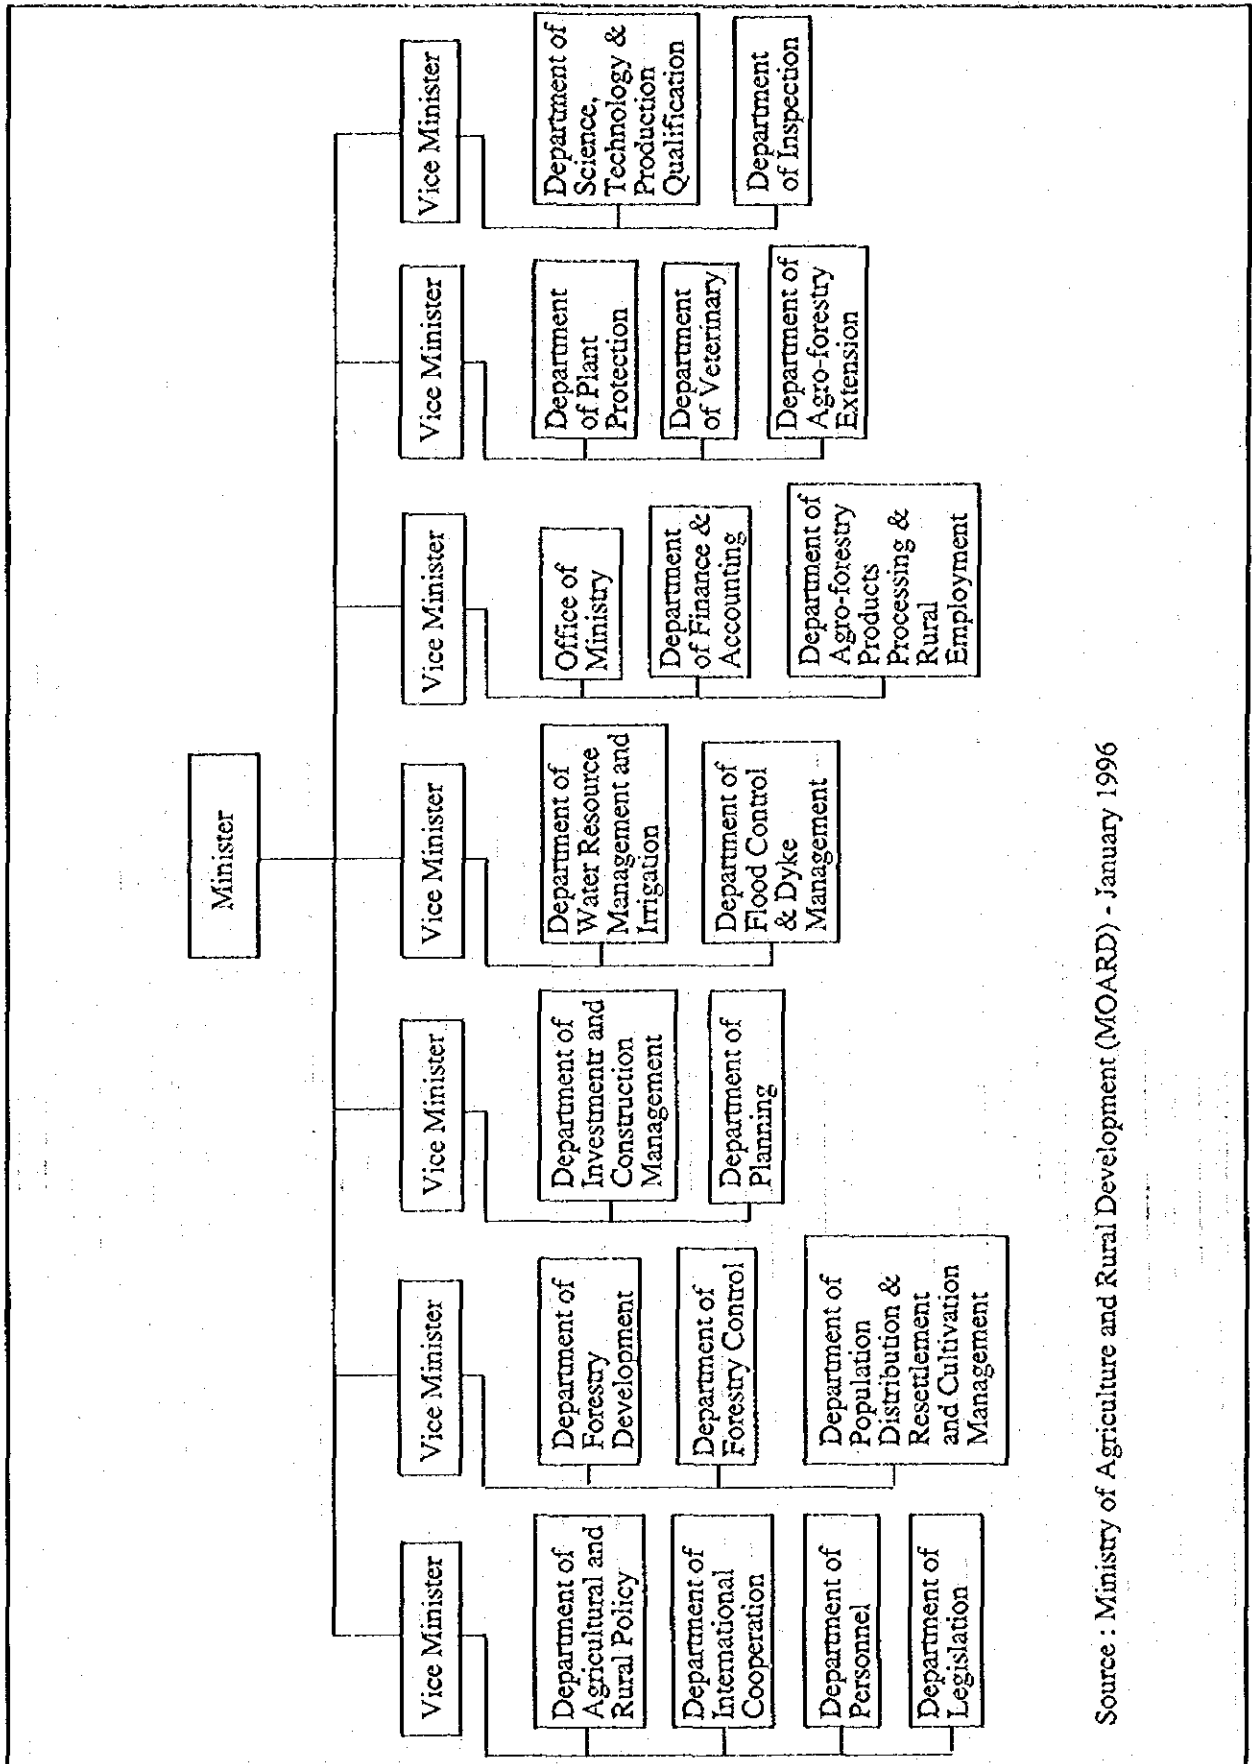 Minister
Vice Minister
Department of
Agricultural and
Rural Policy
Department of
International
Cooperation
Department of
Personnel
Department of
Legislation
Vice Minister
Department of
Forestry
Development
Department of
Forestry Control
Department of
Population
Distribution &
Resettlement
and Cultivation
Management
Vice Minister
Department of
Investmentr and
Construction
Management
Department of
Planning
Vice Minister
Department of
Water Resource
Management and
Irrigation
Department of
Flood Control
& Dyke
Management
Vice Minister
Office of
Ministry
Department
of Finance &
Accounting
Department of
Agro-forestry
Products
Processing &
Rural
Employment
Vice Minister
Department
of Plant
Protection
Department
of Veterinary
Department of
Agro-forestry
Extension
Vice Minister
Department of
Science,
Technology &
Production
Qualification
Department
of Inspection
Source : Ministry of Agriculture and Rural Development (MOARD) - January 1996